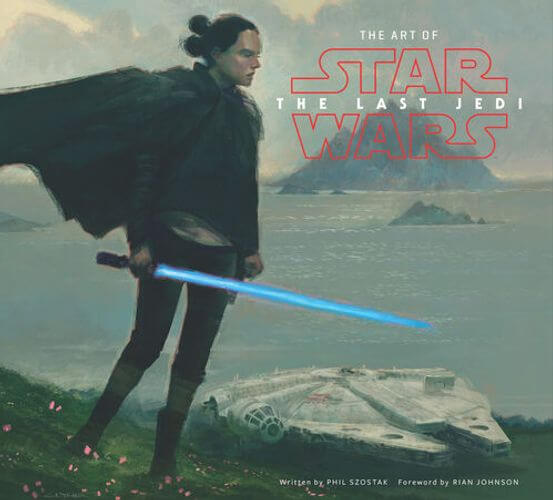 THE ART OF
STAR
THE LAST JEDI
WARS
Written by PHIL SZOSTAK Foreword by RIAN JOHNSON